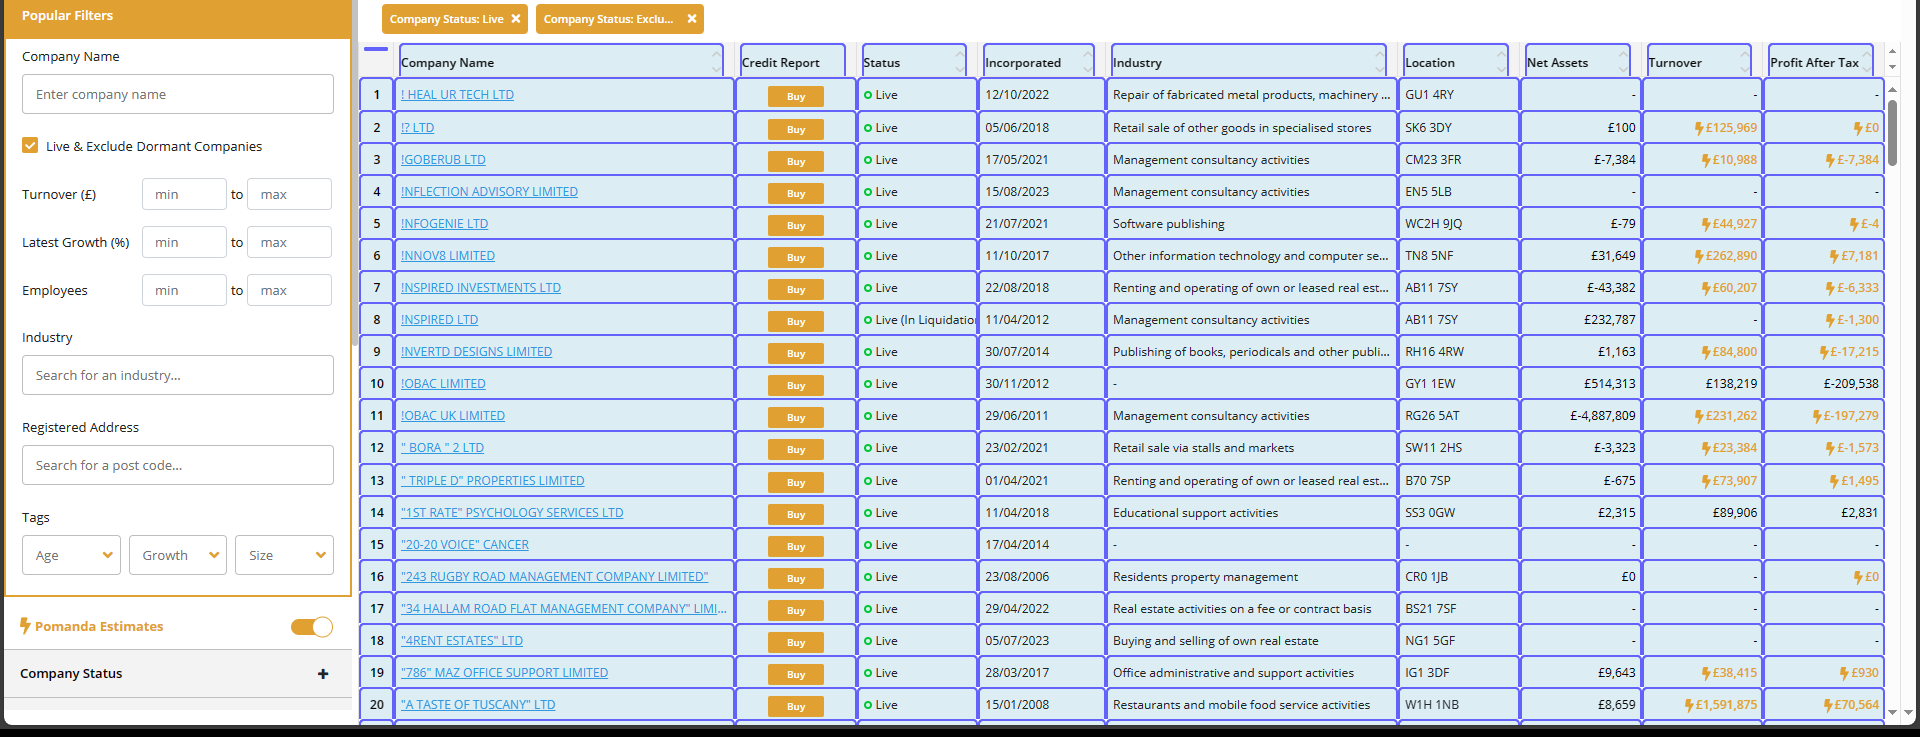 Popular Filters
Company Name
Enter company name
Live & Exclude Dormant Companies
Turnover (£) min to max
Latest Growth (%) min to max
Employees min to max
Industry
Search for an industry...
Registered Address
Search for a post code...
Tags
Age Growth Size
Pomanda Estimates
Company Status +
Company Status: Live × Company Status: Exclu... ×
Company Name Credit Report Status Incorporated Industry Location Net Assets Turnover Profit After Tax
1 ! HEAL UR TECH LTD Buy Live 12/10/2022 Repair of fabricated metal products, machinery ... GU1 4RY - - -
2 !? LTD Buy Live 05/06/2018 Retail sale of other goods in specialised stores SK6 3DY £100 £125,969 £0
3 !GOBERUB LTD Buy Live 17/05/2021 Management consultancy activities CM23 3FR £-7,384 £10,988 £-7,384
4 !NFLECTION ADVISORY LIMITED Buy Live 15/08/2023 Management consultancy activities EN5 5LB - - -
5 !NFOGENIE LTD Buy Live 21/07/2021 Software publishing WC2H 9JQ £-79 £44,927 £-4
6 !NNOV8 LIMITED Buy Live 11/10/2017 Other information technology and computer se... TN8 5NF £31,649 £262,890 £7,181
7 !NSPIRED INVESTMENTS LTD Buy Live 22/08/2018 Renting and operating of own or leased real est... AB11 7SY £-43,382 £60,207 £-6,333
8 !NSPIRED LTD Buy Live (In Liquidation 11/04/2012 Management consultancy activities AB11 7SY £232,787 - £-1,300
9 !NVERTD DESIGNS LIMITED Buy Live 30/07/2014 Publishing of books, periodicals and other publi... RH16 4RW £1,163 £84,800 £-17,215
10 !OBAC LIMITED Buy Live 30/11/2012 - GY1 1EW £514,313 £138,219 £-209,538
11 !OBAC UK LIMITED Buy Live 29/06/2011 Management consultancy activities RG26 5AT £-4,887,809 £231,262 £-197,279
12 " BORA " 2 LTD Buy Live 23/02/2021 Retail sale via stalls and markets SW11 2HS £-3,323 £23,384 £-1,573
13 " TRIPLE D" PROPERTIES LIMITED Buy Live 01/04/2021 Renting and operating of own or leased real est... B70 7SP £-675 £73,907 £1,495
14 "1ST RATE" PSYCHOLOGY SERVICES LTD Buy Live 11/04/2018 Educational support activities SS3 0GW £2,315 £89,906 £2,831
15 "20-20 VOICE" CANCER Buy Live 17/04/2014 - - - - -
16 "243 RUGBY ROAD MANAGEMENT COMPANY LIMITED" Buy Live 23/08/2006 Residents property management CR0 1JB £0 - £0
17 "34 HALLAM ROAD FLAT MANAGEMENT COMPANY" LIMI... Buy Live 29/04/2022 Real estate activities on a fee or contract basis BS21 7SF - - -
18 "4RENT ESTATES" LTD Buy Live 05/07/2023 Buying and selling of own real estate NG1 5GF - - -
19 "786" MAZ OFFICE SUPPORT LIMITED Buy Live 28/03/2017 Office administrative and support activities IG1 3DF £9,643 £38,415 £930
20 "A TASTE OF TUSCANY" LTD Buy Live 15/01/2008 Restaurants and mobile food service activities W1H 1NB £8,659 £1,591,875 £70,564